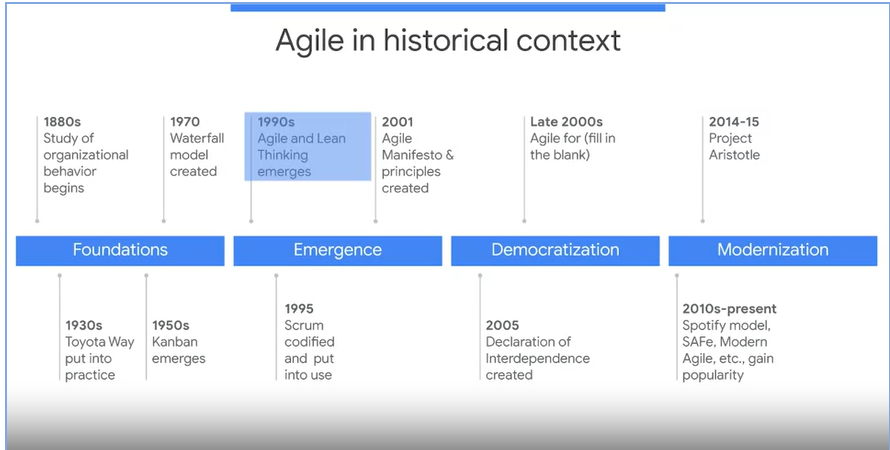 Agile in historical context
1880s
Study of
organizational
behavior
begins
1970
Waterfall
model
created
1990s
Agile and Lean
Thinking
emerges
2001
Agile
Manifesto &
principles
created
Late 2000s
Agile for (fill in
the blank)
2014-15
Project
Aristotle
Foundations
Emergence
Democratization
Modernization
1930s
Toyota Way
put into
practice
1950s
Kanban
emerges
1995
Scrum
codified
and put
into use
2005
Declaration of
Interdependence
created
2010s-present
Spotify model,
SAFe, Modern
Agile, etc., gain
popularity